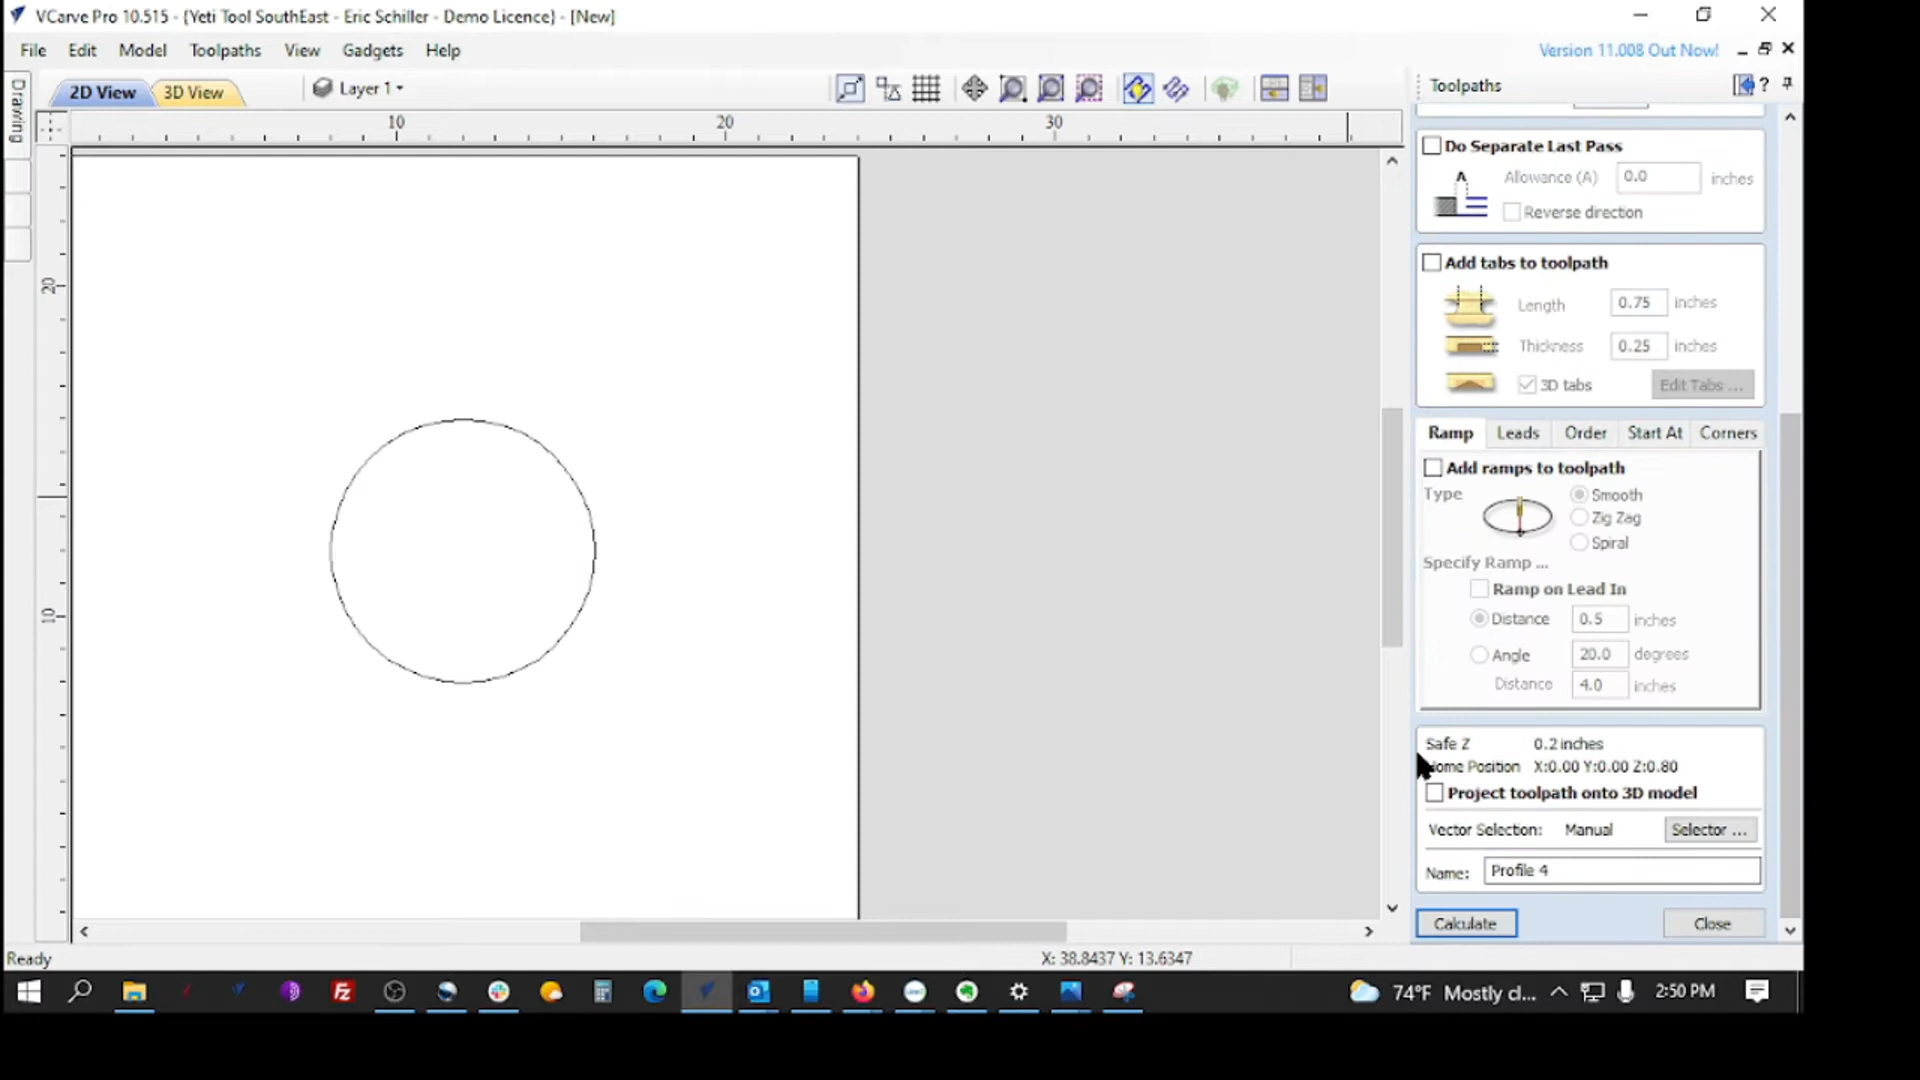 VCarve Pro 10.515 - {Yeti Tool SouthEast - Eric Schiller - Demo Licence} - [New]
File Edit Model Toolpaths View Gadgets Help
Version 11.008 Out Now!
2D View 3D View Layer 1
Toolpaths
Drawing
10 20 30
20
10
Do Separate Last Pass
A Allowance (A) 0.0 inches
Reverse direction
Add tabs to toolpath
Length 0.75 inches
Thickness 0.25 inches
3D tabs Edit Tabs ...
Ramp Leads Order Start At Corners
Add ramps to toolpath
Type Smooth
Zig Zag
Spiral
Specify Ramp ...
Ramp on Lead In
Distance 0.5 inches
Angle 20.0 degrees
Distance 4.0 inches
Safe Z 0.2 inches
ome Position X:0.00 Y:0.00 Z:0.80
Project toolpath onto 3D model
Vector Selection: Manual Selector ...
Name: Profile 4
Calculate Close
Ready X: 38.8437 Y: 13.6347
74°F Mostly cl... 2:50 PM